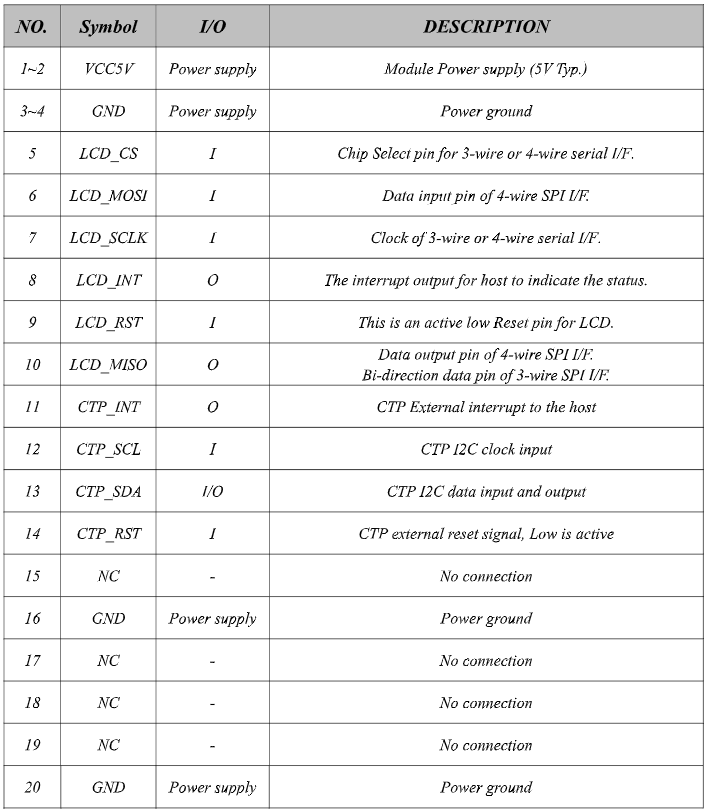 NO. Symbol I/O DESCRIPTION
1~2 VCC5V Power supply Module Power supply (5V Typ.)
3~4 GND Power supply Power ground
5 LCD_CS I Chip Select pin for 3-wire or 4-wire serial I/F.
6 LCD_MOSI I Data input pin of 4-wire SPI I/F.
7 LCD_SCLK I Clock of 3-wire or 4-wire serial I/F.
8 LCD_INT O The interrupt output for host to indicate the status.
9 LCD_RST I This is an active low Reset pin for LCD.
10 LCD_MISO O Data output pin of 4-wire SPI I/F.
Bi-direction data pin of 3-wire SPI I/F.
11 CTP_INT O CTP External interrupt to the host
12 CTP_SCL I CTP I2C clock input
13 CTP_SDA I/O CTP I2C data input and output
14 CTP_RST I CTP external reset signal, Low is active
15 NC - No connection
16 GND Power supply Power ground
17 NC - No connection
18 NC - No connection
19 NC - No connection
20 GND Power supply Power ground